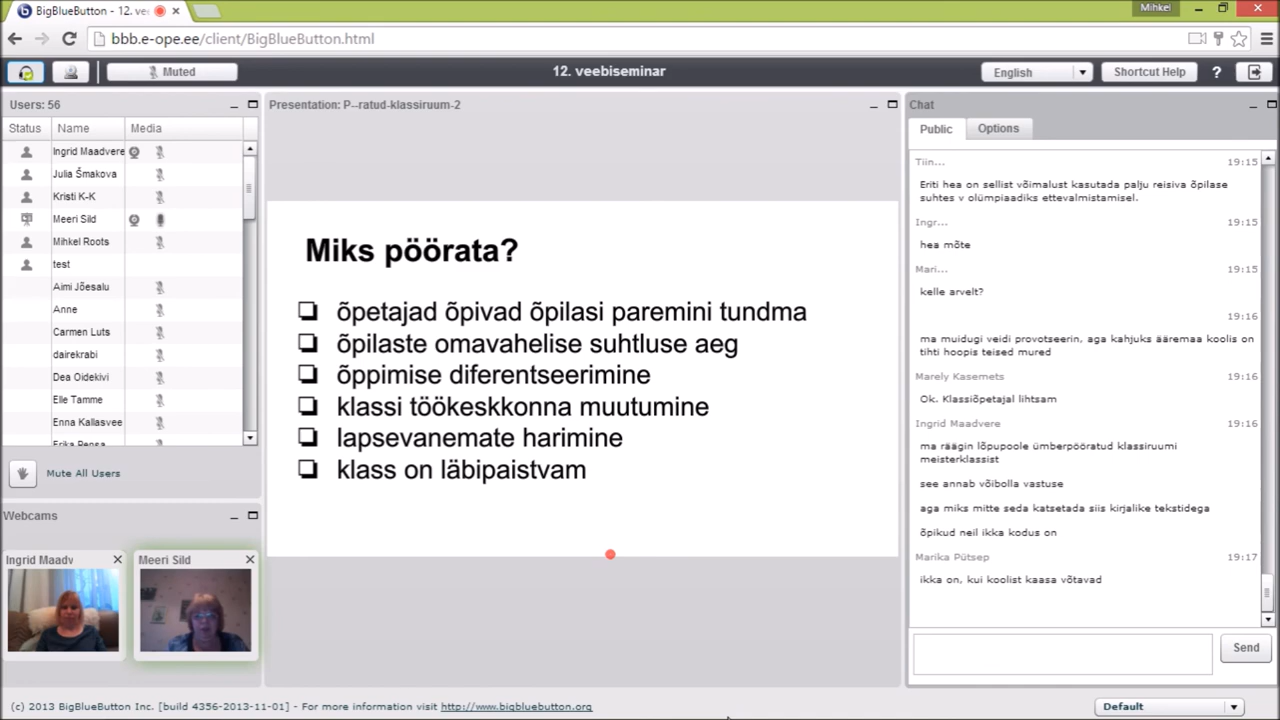 BigBlueButton - 12. vee
Mihkel
bbb.e-ope.ee/client/BigBlueButton.html
Muted
12. veebiseminar
English
Shortcut Help
?
Users: 56
Status Name Media
Ingrid Maadvere
Julia Šmakova
Kristi K-K
Meeri Sild
Mihkel Roots
test
Aimi Jõesalu
Anne
Carmen Luts
dairekrabi
Dea Oidekivi
Elle Tamme
Enna Kallasvee
Erika Pensa
Mute All Users
Webcams
Ingrid Maadv
Meeri Sild
Presentation: P--ratud-klassiruum-2
Miks pöörata?
❏ õpetajad õpivad õpilasi paremini tundma
❏ õpilaste omavahelise suhtluse aeg
❏ õppimise diferentseerimine
❏ klassi töökeskkonna muutumine
❏ lapsevanemate harimine
❏ klass on läbipaistvam
Chat
Public Options
Tiin... 19:15
Eriti hea on sellist võimalust kasutada palju reisiva õpilase
suhtes v olümpiaadiks ettevalmistamisel.
Ingr... 19:15
hea mõte
Mari... 19:15
kelle arvelt?
19:16
ma muidugi veidi provotseerin, aga kahjuks ääremaa koolis on
tihti hoopis teised mured
Marely Kasemets 19:16
Ok. Klassiõpetajal lihtsam
Ingrid Maadvere 19:16
ma räägin lõpupoole ümberpööratud klassiruumi
meisterklassist
see annab võibolla vastuse
aga miks mitte seda katsetada siis kirjalike tekstidega
õpikud neil ikka kodus on
Marika Pütsep 19:17
ikka on, kui koolist kaasa võtavad
Send
(c) 2013 BigBlueButton Inc. [build 4356-2013-11-01] - For more information visit http://www.bigbluebutton.org
Default